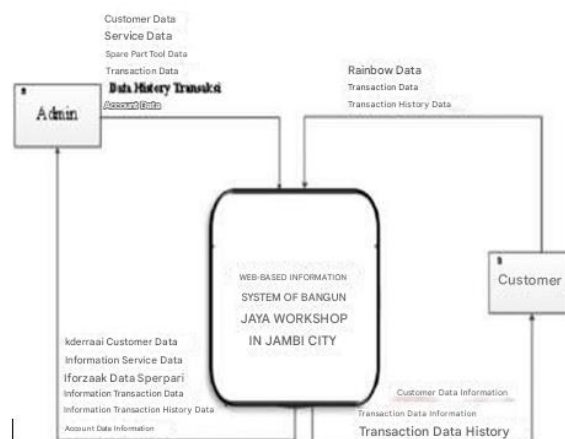 Customer Data
Service Data
Spare Part Tool Data
Transaction Data
Data History Transaksi
Account Data
Admin
Rainbow Data
Transaction Data
Transaction History Data
WEB-BASED INFORMATION
SYSTEM OF BANGUN
JAYA WORKSHOP
IN JAMBI CITY
Customer
kderraai Customer Data
Information Service Data
Iforzaak Data Sperpari
Information Transaction Data
Information Transaction History Data
Account Data Information
Customer Data Information
Transaction Data Information
Transaction Data History